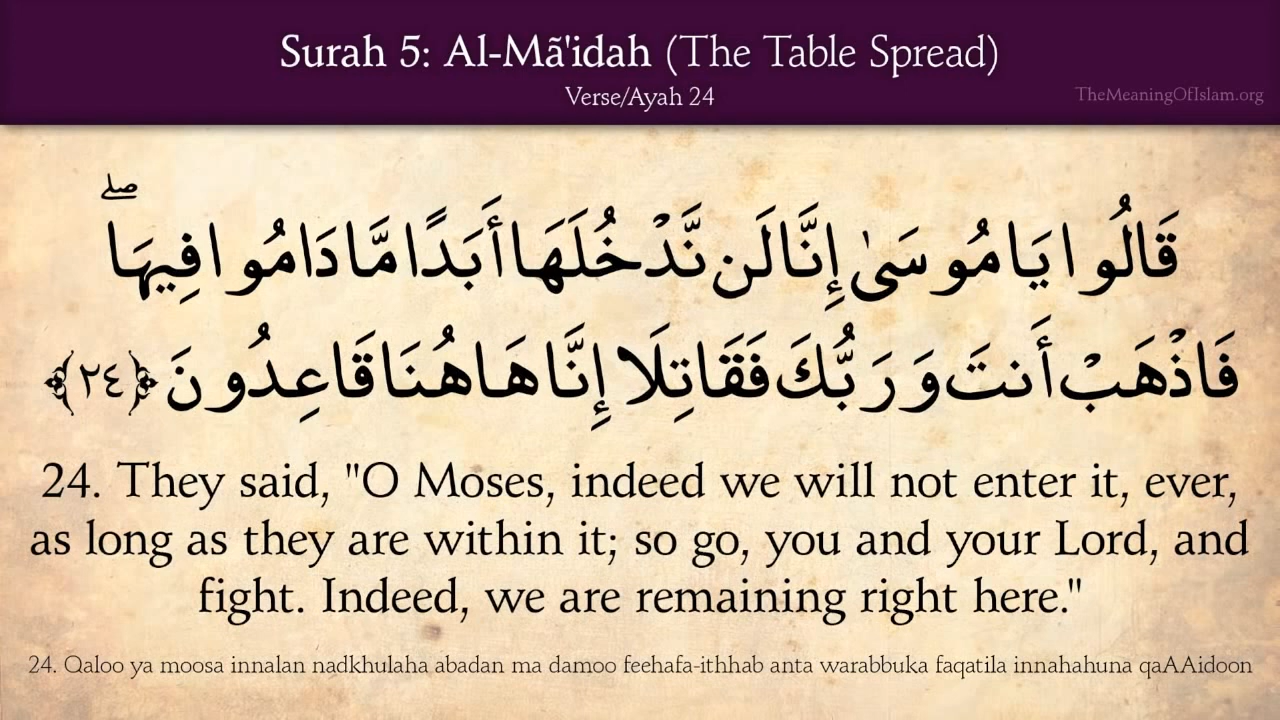 Surah 5: Al-Mã'idah (The Table Spread)
Verse/Ayah 24
TheMeaningOfIslam.org
قَالُوا يَا مُوسَىٰ إِنَّا لَن نَّدْخُلَهَا أَبَدًا مَّا دَامُوا فِيهَا ۖ
فَاذْهَبْ أَنتَ وَرَبُّكَ فَقَاتِلَا إِنَّا هَاهُنَا قَاعِدُونَ ﴿٢٤﴾
24. They said, "O Moses, indeed we will not enter it, ever,
as long as they are within it; so go, you and your Lord, and
fight. Indeed, we are remaining right here."
24. Qaloo ya moosa innalan nadkhulaha abadan ma damoo feehafa-ithhab anta warabbuka faqatila innahahuna qaAAidoon